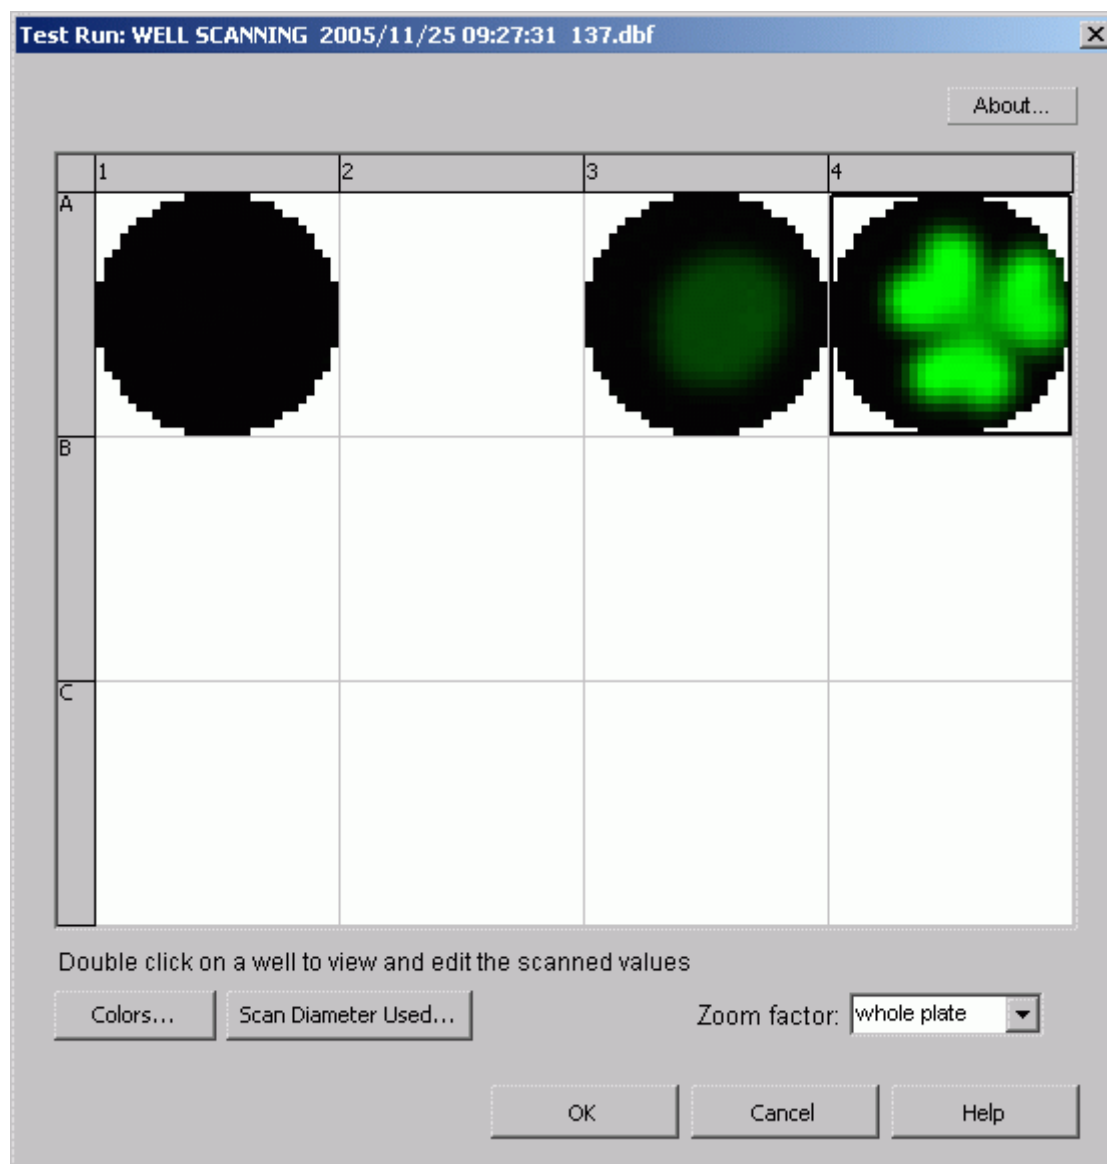 Test Run: WELL SCANNING 2005/11/25 09:27:31 137.dbf
About...
1 2 3 4
A
B
C
Double click on a well to view and edit the scanned values
Colors... Scan Diameter Used... Zoom factor: whole plate
OK Cancel Help